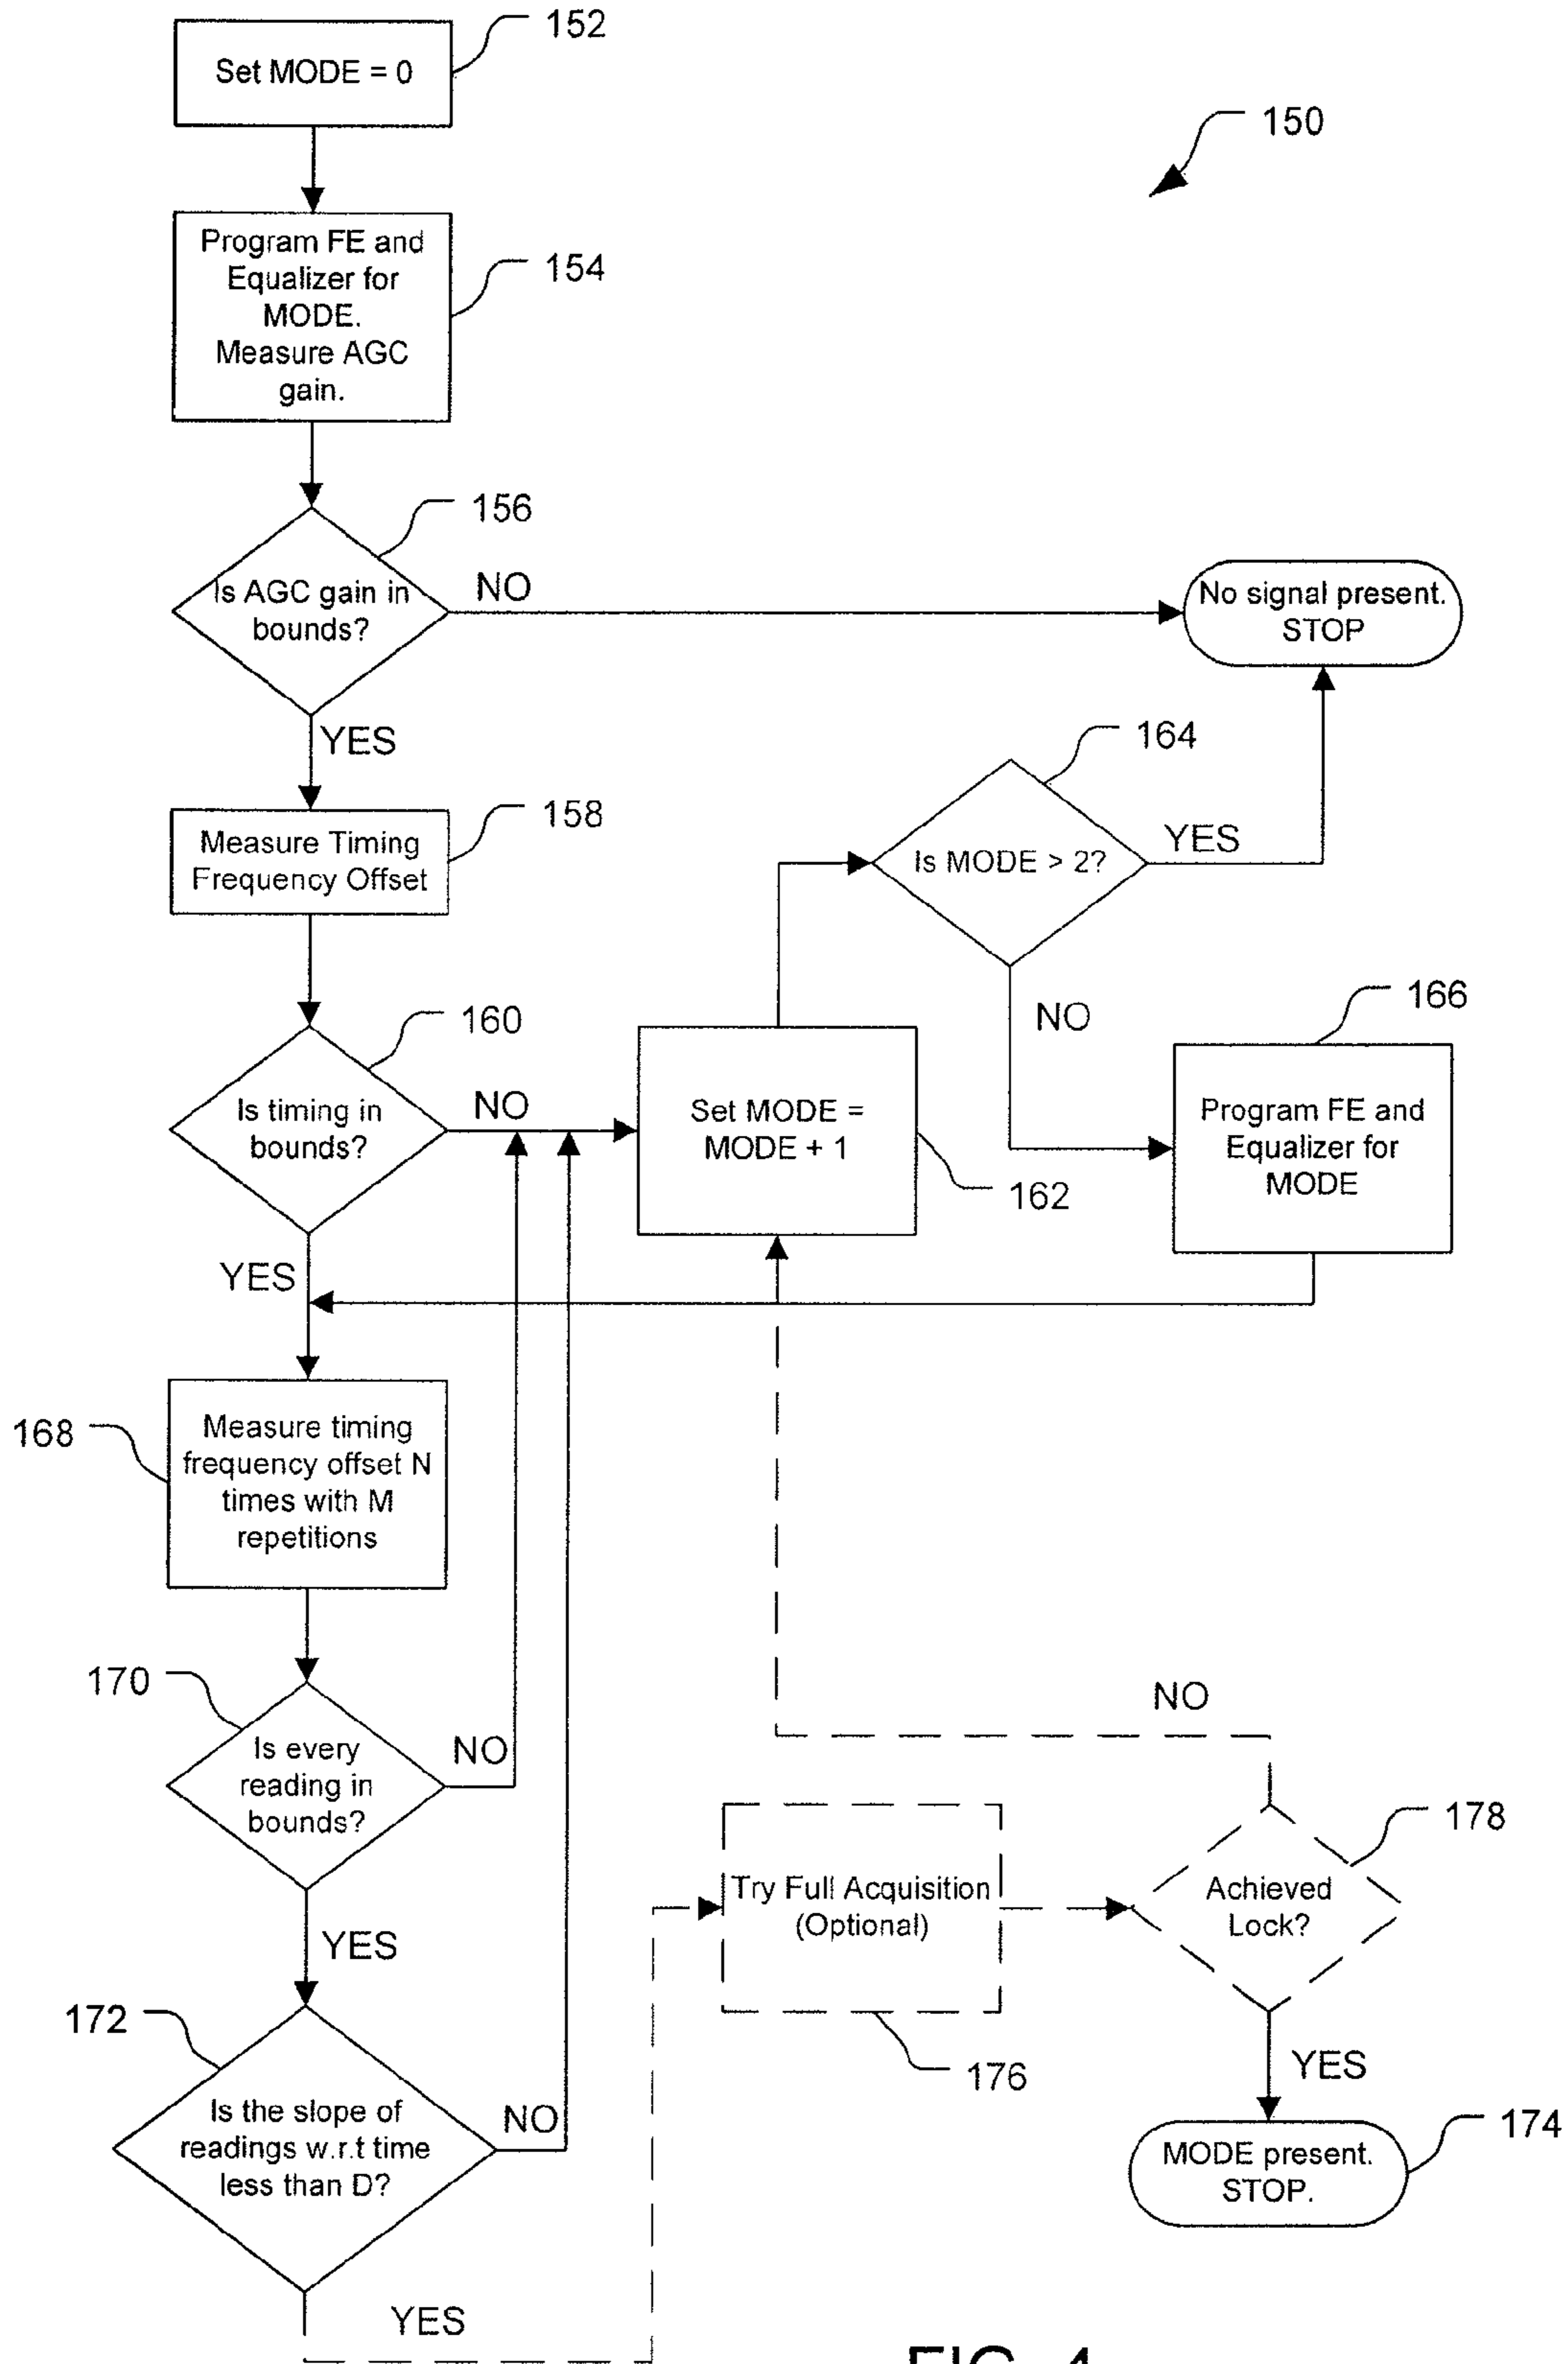 152
Set MODE = 0
150
Program FE and
Equalizer for
MODE.
Measure AGC
gain.
154
156
Is AGC gain in
bounds?
NO
No signal present.
STOP
YES
164
158
Measure Timing
Frequency Offset
Is MODE > 2?
YES
160
NO
166
Is timing in
bounds?
NO
Set MODE =
MODE + 1
Program FE and
Equalizer for
MODE
162
YES
168
Measure timing
frequency offset N
times with M
repetitions
170
NO
Is every
reading in
bounds?
NO
178
Try Full Acquisition
(Optional)
Achieved
Lock?
YES
172
176
YES
Is the slope of
readings w.r.t time
less than D?
NO
174
MODE present.
STOP.
YES